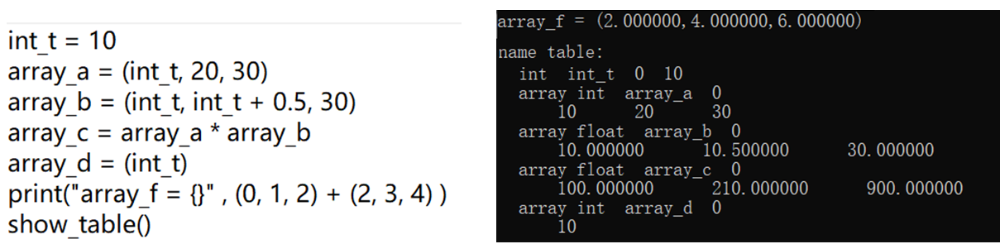 int_t = 10
array_a = (int_t, 20, 30)
array_b = (int_t, int_t + 0.5, 30)
array_c = array_a * array_b
array_d = (int_t)
print("array_f = {}" , (0, 1, 2) + (2, 3, 4) )
show_table()
array_f = (2.000000,4.000000,6.000000)
name table:
int int_t 0 10
array int array_a 0
10 20 30
array float array_b 0
10.000000 10.500000 30.000000
array float array_c 0
100.000000 210.000000 900.000000
array int array_d 0
10